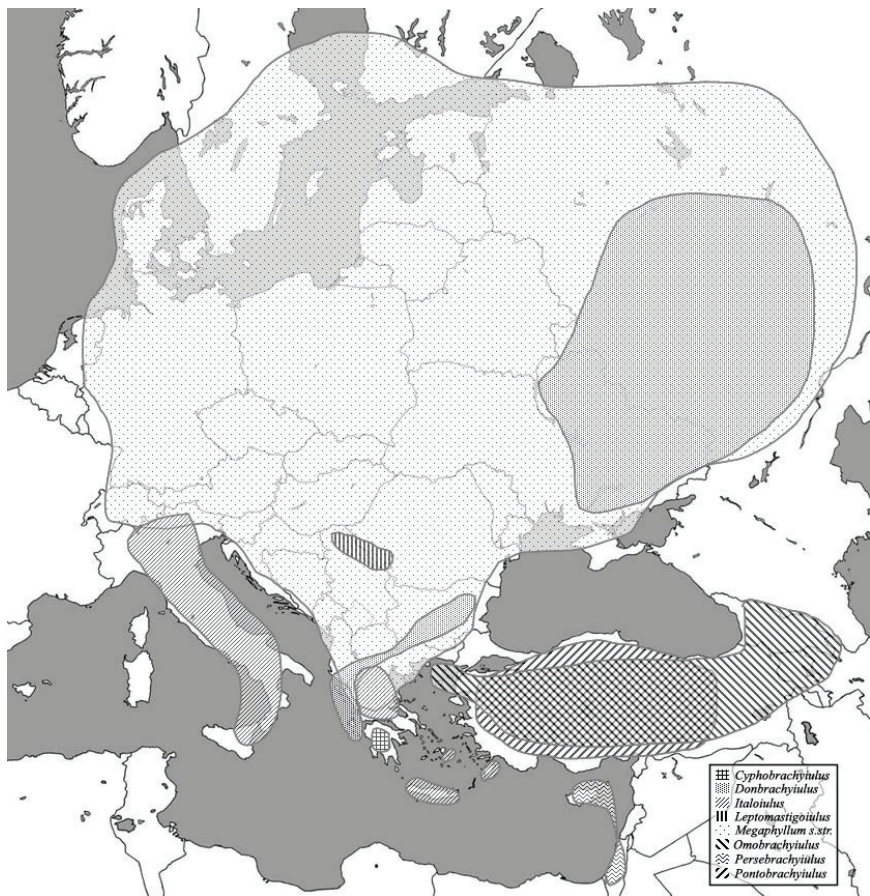 Cyphobrachyiulus
Donbrachyiulus
Italoiulus
Leptomastigoiulus
Megaphyllum s.str.
Omobrachyiulus
Persebrachyiulus
Pontobrachyiulus